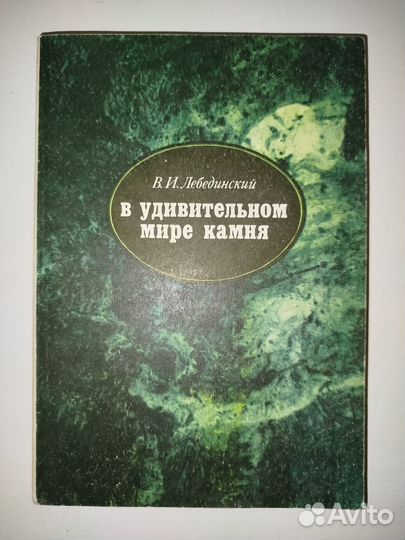 В. И. Лебединский
в удивительном
мире камня
Avito